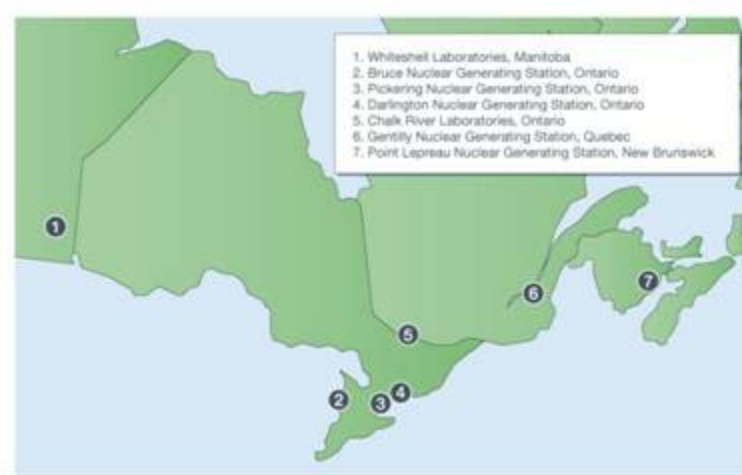 1. Whiteshell Laboratories, Manitoba
2. Bruce Nuclear Generating Station, Ontario
3. Pickering Nuclear Generating Station, Ontario
4. Darlington Nuclear Generating Station, Ontario
5. Chalk River Laboratories, Ontario
6. Gentilly Nuclear Generating Station, Quebec
7. Point Lepreau Nuclear Generating Station, New Brunswick
1
6
7
5
2
3
4